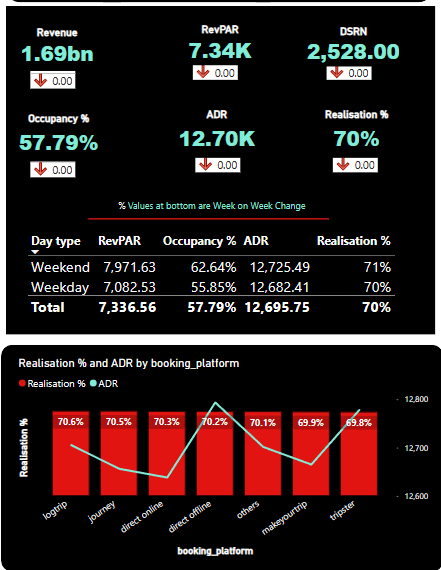 Revenue
1.69bn
0.00
RevPAR
7.34K
0.00
DSRN
2,528.00
0.00
Occupancy %
57.79%
0.00
ADR
12.70K
0.00
Realisation %
70%
0.00
% Values at bottom are Week on Week Change
Day type RevPAR Occupancy % ADR Realisation %
Weekend 7,971.63 62.64% 12,725.49 71%
Weekday 7,082.53 55.85% 12,682.41 70%
Total 7,336.56 57.79% 12,695.75 70%
Realisation % and ADR by booking_platform
Realisation % ADR
Realisation %
70.6% 70.5% 70.3% 70.2% 70.1% 69.9% 69.8%
12,800
12,700
12,600
logtrip journey direct online direct offline others makeyourtrip tripster
booking_platform